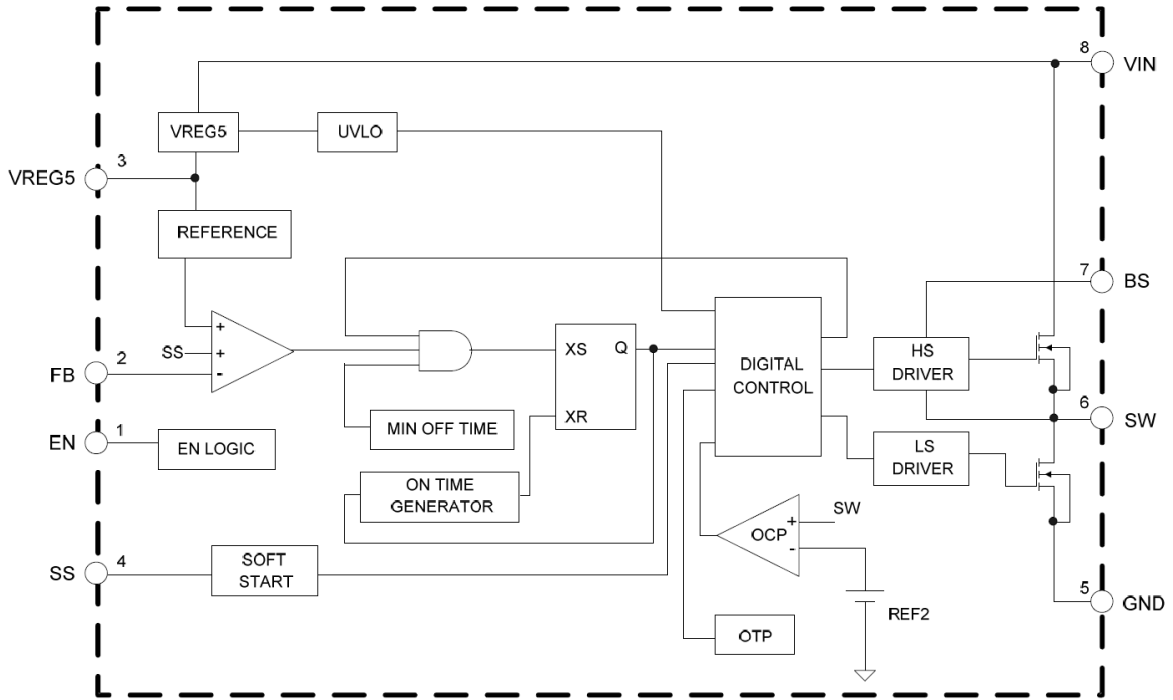 8
VIN
VREG5
UVLO
3
VREG5
REFERENCE
7
BS
+
SS
+
-
2
FB
XS
Q
XR
DIGITAL
CONTROL
HS
DRIVER
6
SW
MIN OFF TIME
1
EN
EN LOGIC
LS
DRIVER
ON TIME
GENERATOR
SW
+
OCP
-
4
SS
SOFT
START
5
GND
REF2
OTP